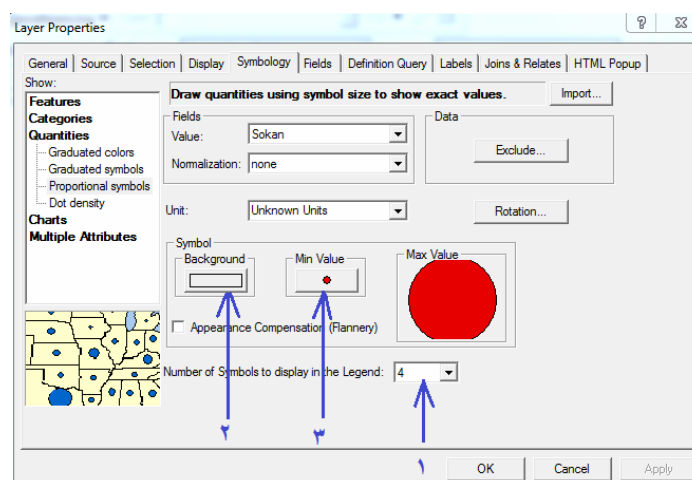 Layer Properties
General Source Selection Display Symbology Fields Definition Query Labels Joins & Relates HTML Popup
Show:
Features
Categories
Quantities
Graduated colors
Graduated symbols
Proportional symbols
Dot density
Charts
Multiple Attributes
Draw quantities using symbol size to show exact values.
Import...
Fields
Value: Sokan
Normalization: none
Data
Exclude...
Unit: Unknown Units
Rotation...
Symbol
Background
Min Value
Max Value
Appearance Compensation (Flannery)
Number of Symbols to display in the Legend: 4
٢
٣
١
OK Cancel Apply